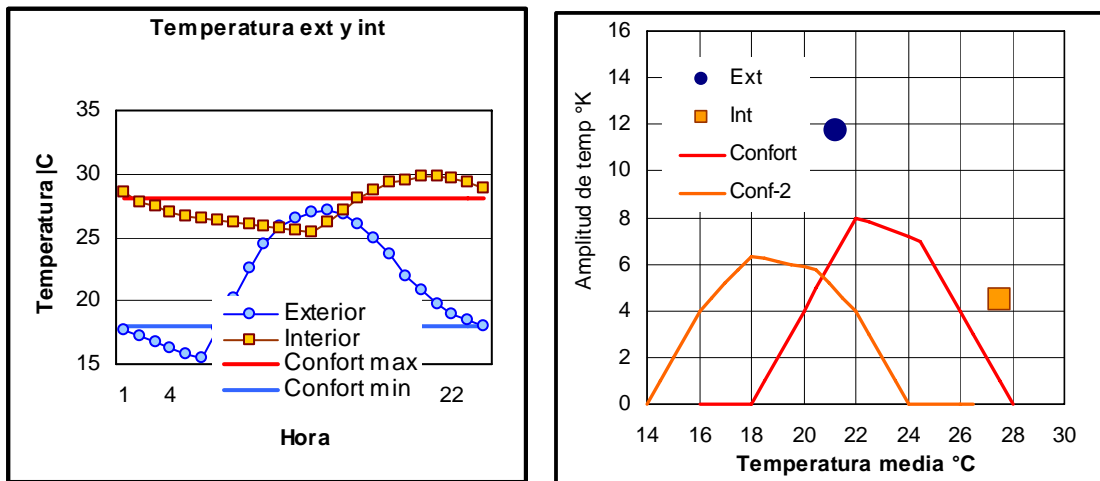 Temperatura ext y int
Temperatura |C
35
30
25
20
15
Exterior
Interior
Confort max
Confort min
1
4
22
Hora
Amplitud de temp °K
16
14
12
10
8
6
4
2
0
Ext
Int
Confort
Conf-2
14
16
18
20
22
24
26
28
30
Temperatura media °C